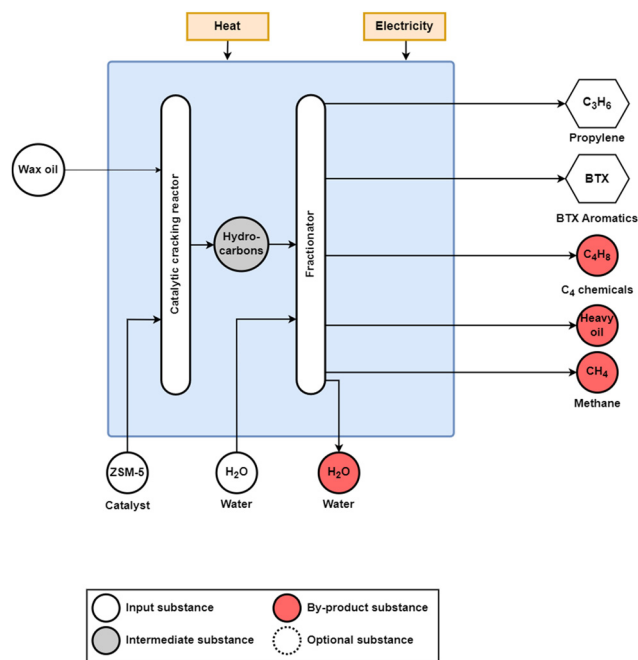 Heat
Electricity
C₃H₆
Propylene
Wax oil
BTX
BTX Aromatics
Catalytic cracking reactor
Hydro-
carbons
Fractionator
C₄H₈
C₄ chemicals
Heavy
oil
CH₄
Methane
ZSM-5
Catalyst
H₂O
Water
H₂O
Water
Input substance
By-product substance
Intermediate substance
Optional substance